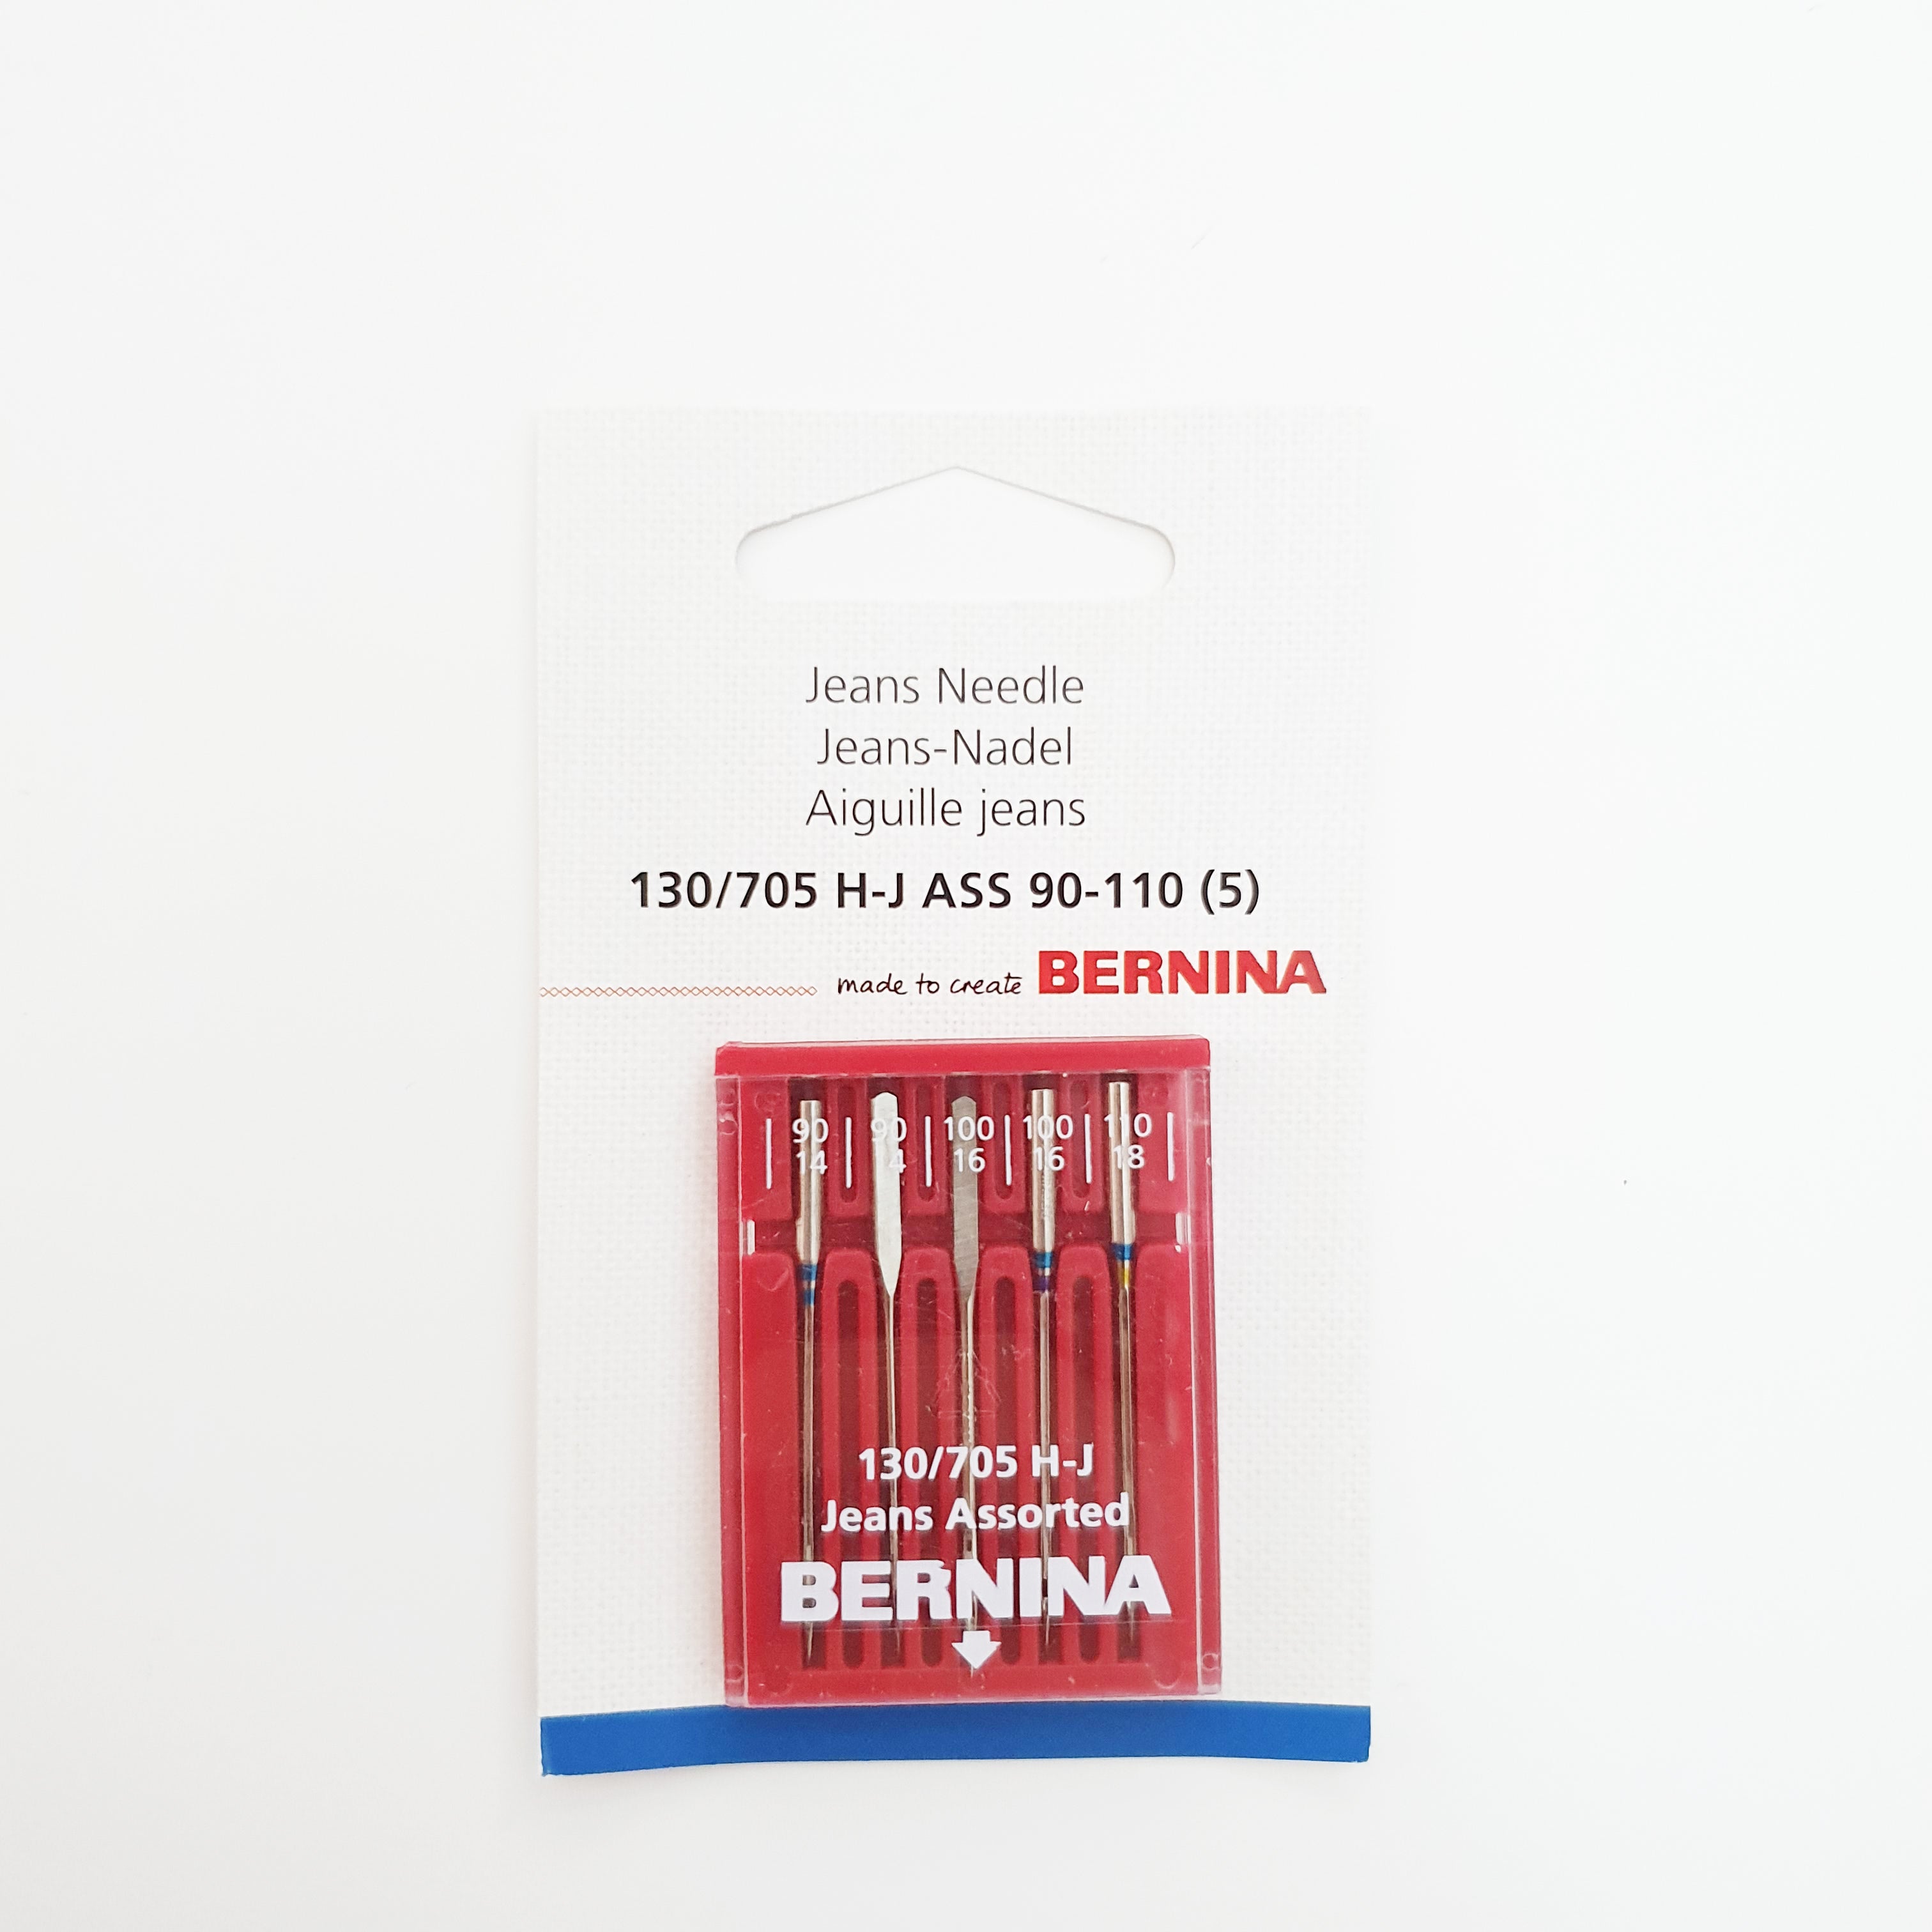 Jeans Needle
Jeans-Nadel
Aiguille jeans
130/705 H-J ASS 90-110 (5)
made to create BERNINA
90 90 100 100 110
14 14 16 16 18
130/705 H-J
Jeans Assorted
BERNINA